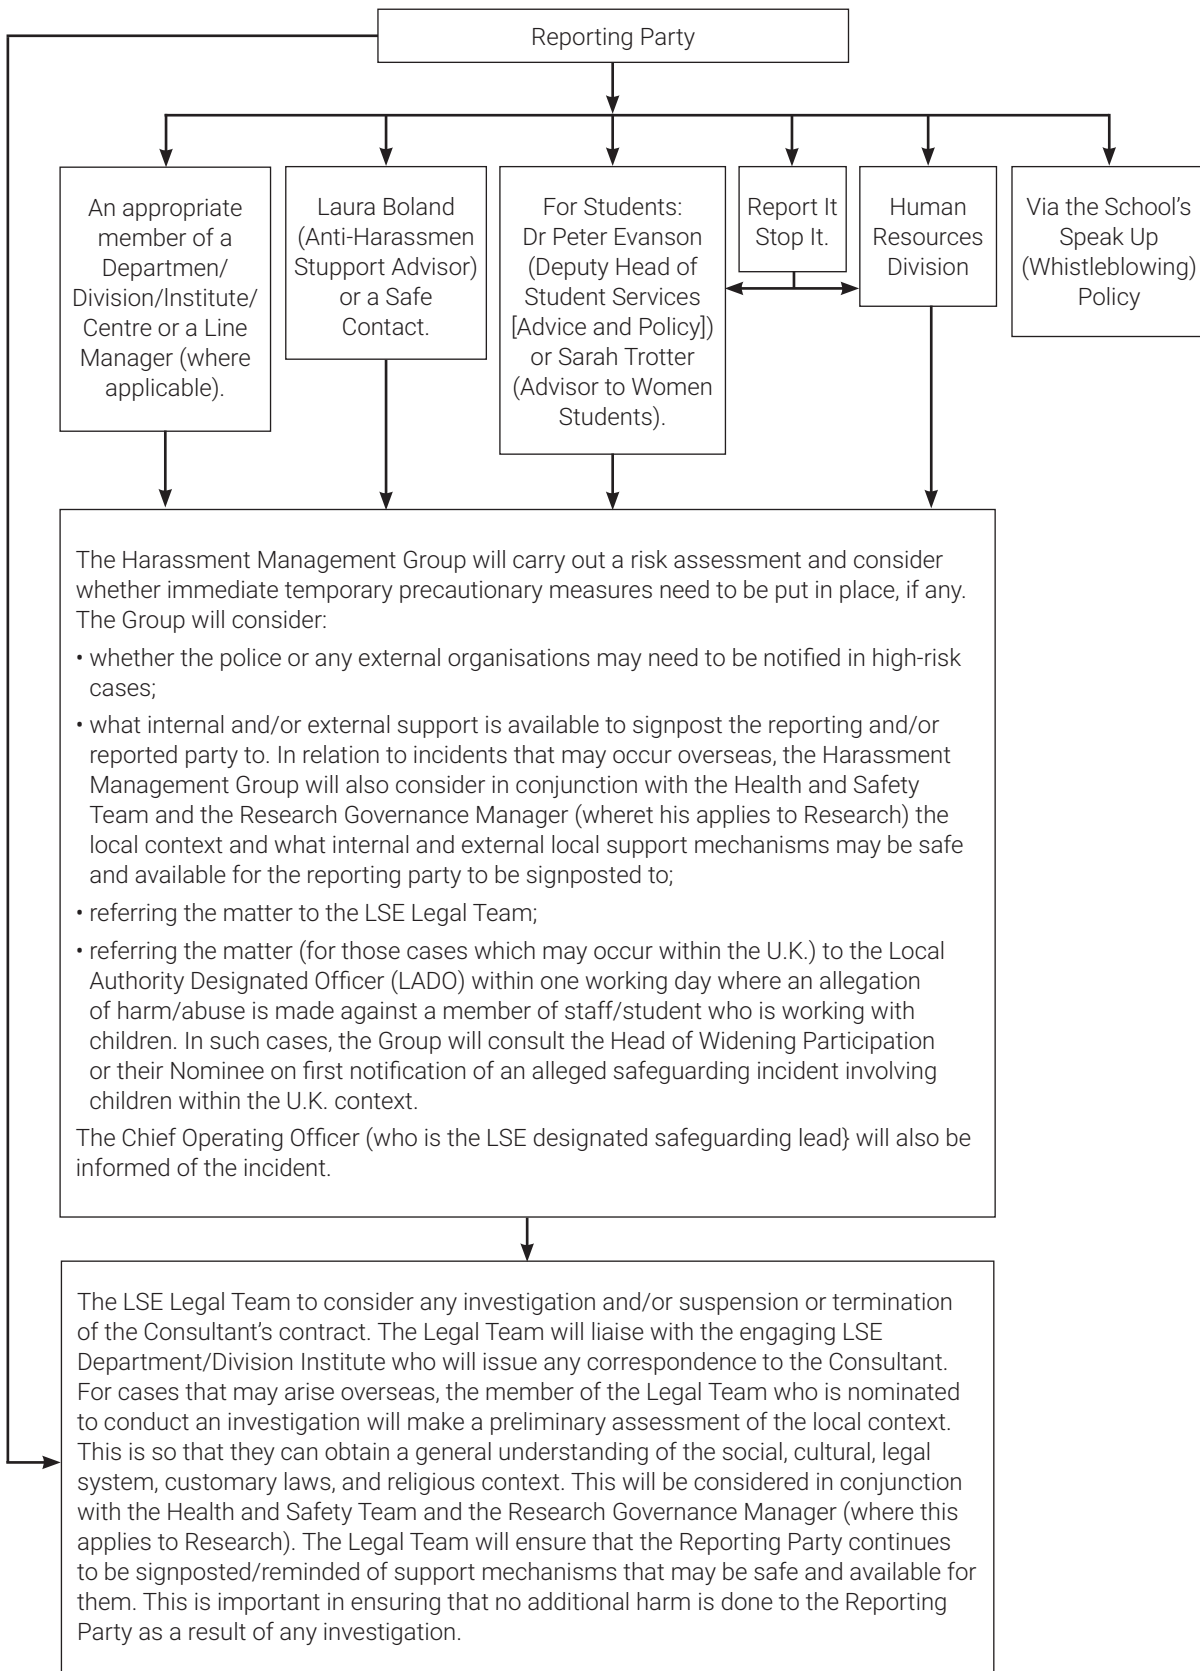 Reporting Party
An appropriate
member of a
Departmen/
Division/Institute/
Centre or a Line
Manager (where
applicable).
Laura Boland
(Anti-Harassmen
Stupport Advisor)
or a Safe
Contact.
For Students:
Dr Peter Evanson
(Deputy Head of
Student Services
[Advice and Policy])
or Sarah Trotter
(Advisor to Women
Students).
Report It
Stop It.
Human
Resources
Division
Via the School’s
Speak Up
(Whistleblowing)
Policy
The Harassment Management Group will carry out a risk assessment and consider
whether immediate temporary precautionary measures need to be put in place, if any.
The Group will consider:
• whether the police or any external organisations may need to be notified in high-risk
cases;
• what internal and/or external support is available to signpost the reporting and/or
reported party to. In relation to incidents that may occur overseas, the Harassment
Management Group will also consider in conjunction with the Health and Safety
Team and the Research Governance Manager (wheret his applies to Research) the
local context and what internal and external local support mechanisms may be safe
and available for the reporting party to be signposted to;
• referring the matter to the LSE Legal Team;
• referring the matter (for those cases which may occur within the U.K.) to the Local
Authority Designated Officer (LADO) within one working day where an allegation
of harm/abuse is made against a member of staff/student who is working with
children. In such cases, the Group will consult the Head of Widening Participation
or their Nominee on first notification of an alleged safeguarding incident involving
children within the U.K. context.
The Chief Operating Officer (who is the LSE designated safeguarding lead} will also be
informed of the incident.
The LSE Legal Team to consider any investigation and/or suspension or termination
of the Consultant’s contract. The Legal Team will liaise with the engaging LSE
Department/Division Institute who will issue any correspondence to the Consultant.
For cases that may arise overseas, the member of the Legal Team who is nominated
to conduct an investigation will make a preliminary assessment of the local context.
This is so that they can obtain a general understanding of the social, cultural, legal
system, customary laws, and religious context. This will be considered in conjunction
with the Health and Safety Team and the Research Governance Manager (where this
applies to Research). The Legal Team will ensure that the Reporting Party continues
to be signposted/reminded of support mechanisms that may be safe and available for
them. This is important in ensuring that no additional harm is done to the Reporting
Party as a result of any investigation.